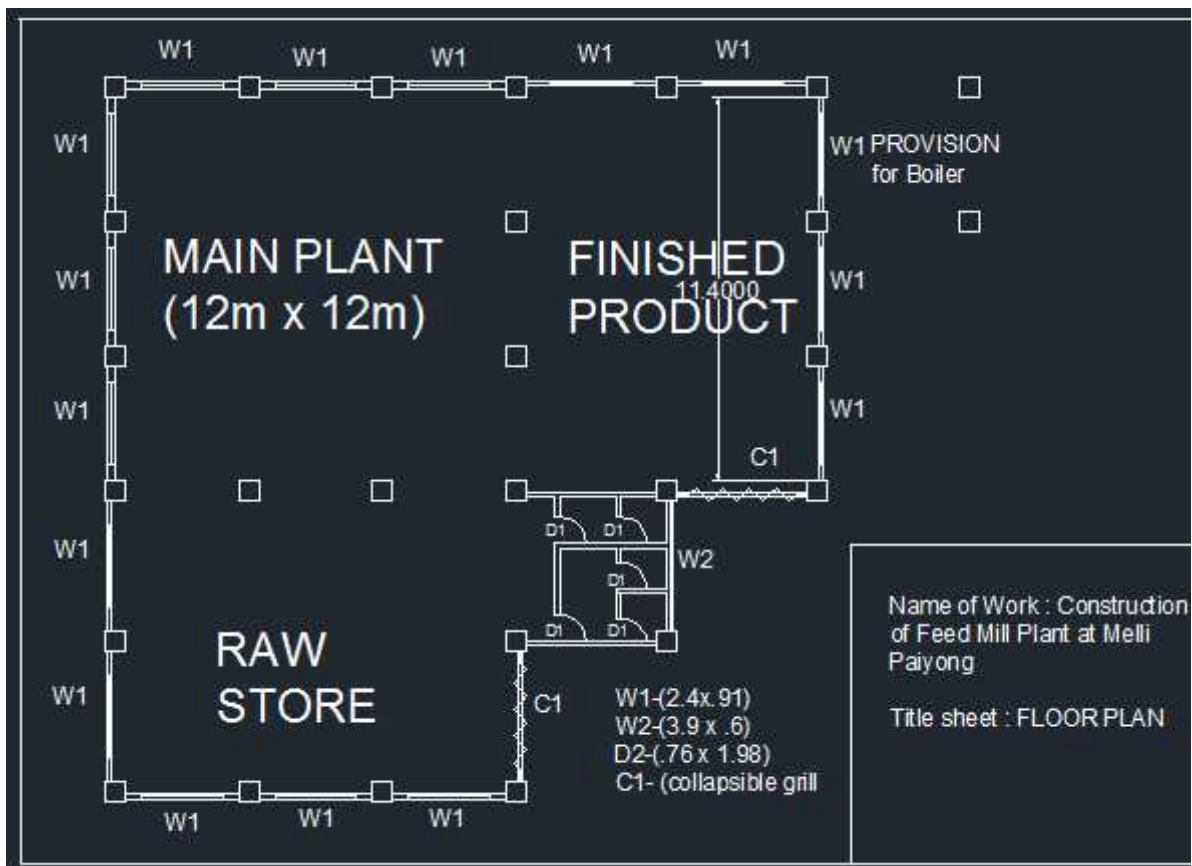 W1
W1
W1
W1
W1
W1
W1 PROVISION
for Boiler
MAIN PLANT
(12m x 12m)
FINISHED
PRODUCT
11.4000
W1
W1
W1
W1
C1
D1
D1
W1
W2
D1
D1
D1
RAW
STORE
W1
C1
W1-(2.4x.91)
W2-(3.9 x .6)
D2-(.76 x 1.98)
C1- (collapsible grill
W1
W1
W1
Name of Work : Construction
of Feed Mill Plant at Melli
Paiyong
Title sheet : FLOOR PLAN